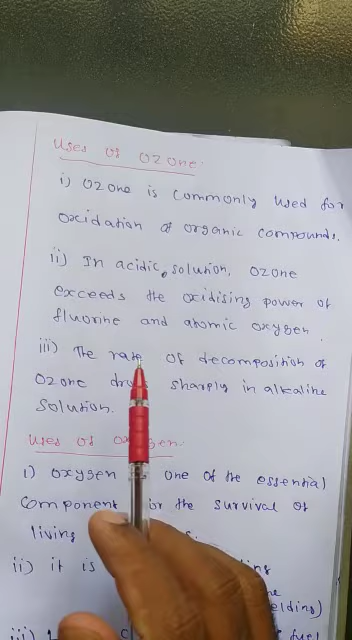 Uses of Ozone:
i) Ozone is commonly used for
oxidation of organic compounds.
ii) In acidic solution, ozone
exceeds the oxidising power of
fluorine and atomic oxygen.
iii) The rate of decomposition of
ozone sharply in alkaline
solution.
Uses of
i) oxygen one of the essential
component the survival of
living
ii) it is